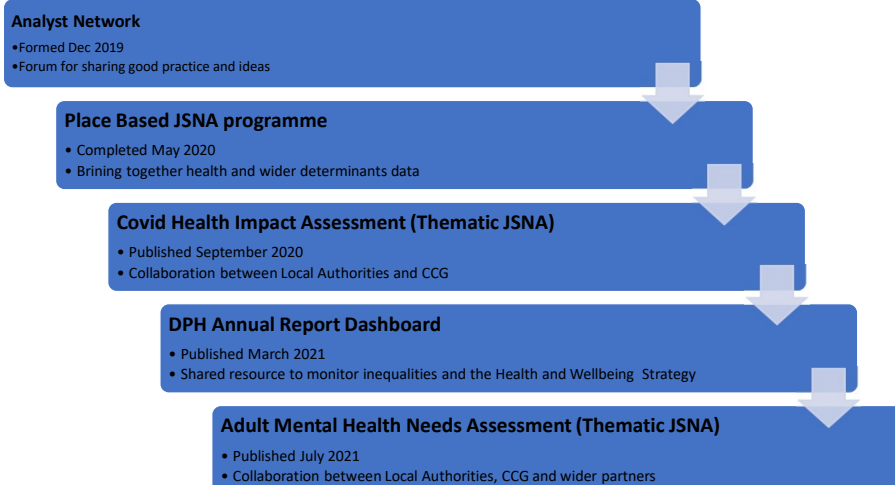 Analyst Network
•Formed Dec 2019
•Forum for sharing good practice and ideas
Place Based JSNA programme
• Completed May 2020
• Brining together health and wider determinants data
Covid Health Impact Assessment (Thematic JSNA)
• Published September 2020
• Collaboration between Local Authorities and CCG
DPH Annual Report Dashboard
• Published March 2021
• Shared resource to monitor inequalities and the Health and Wellbeing Strategy
Adult Mental Health Needs Assessment (Thematic JSNA)
• Published July 2021
• Collaboration between Local Authorities, CCG and wider partners